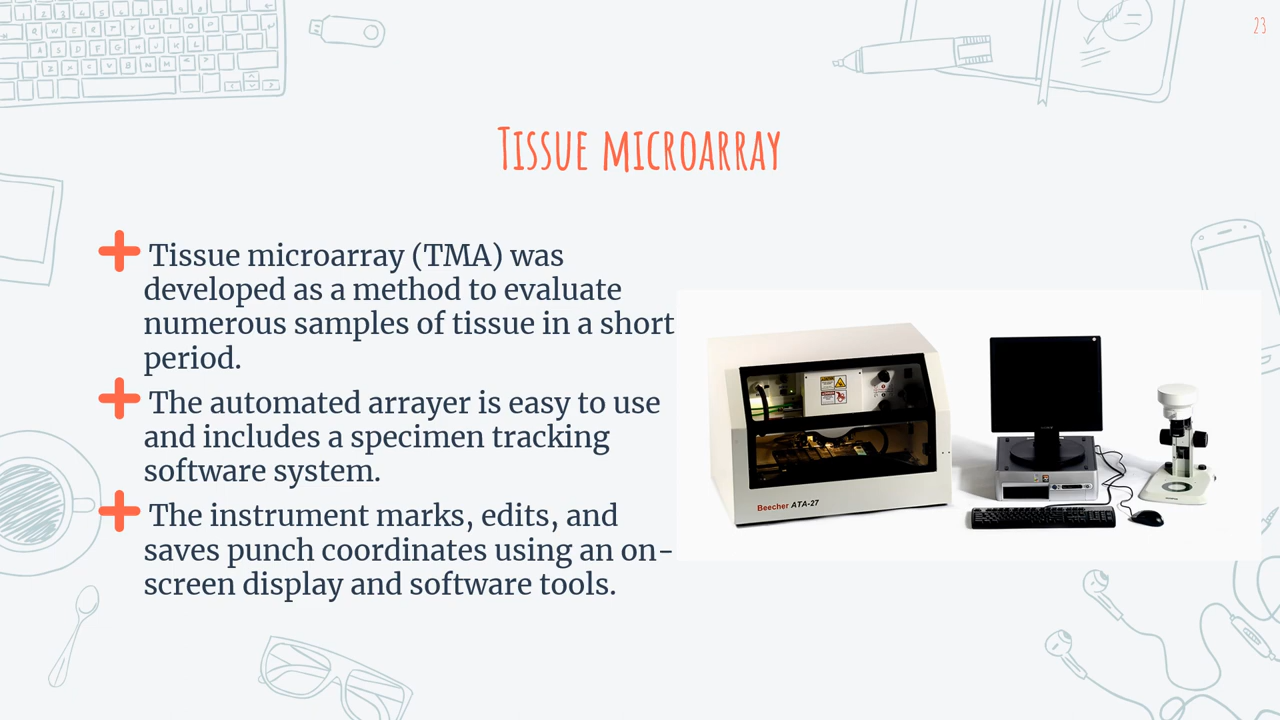 23
Tissue microarray
Tissue microarray (TMA) was
developed as a method to evaluate
numerous samples of tissue in a short
period.
The automated arrayer is easy to use
and includes a specimen tracking
software system.
The instrument marks, edits, and
saves punch coordinates using an on-
screen display and software tools.
Beecher ATA-27